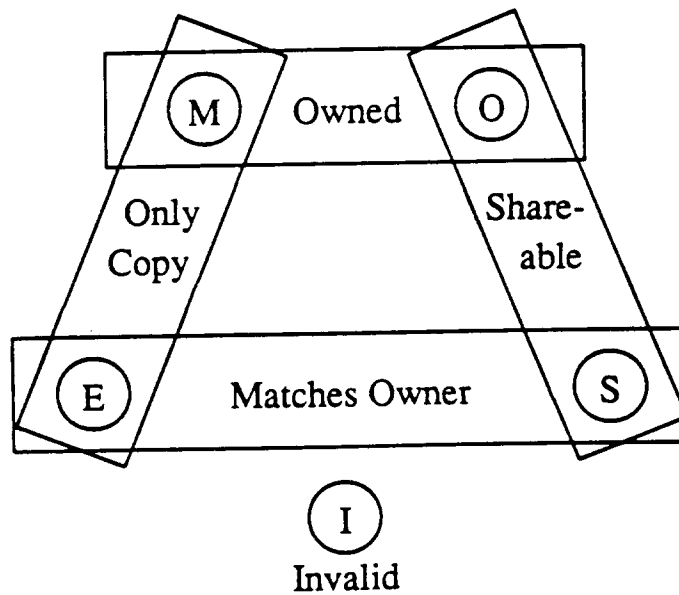 M Owned O
Only
Copy
Share-
able
E Matches Owner S
I
Invalid